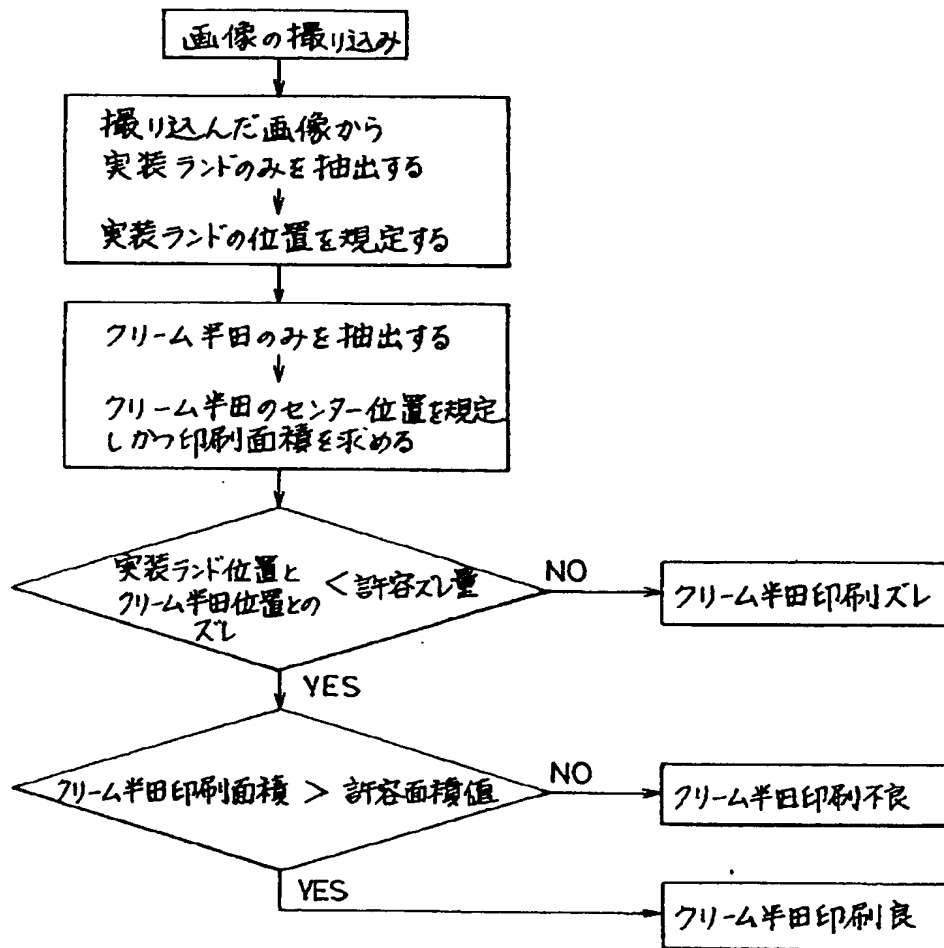 画像の撮り込み
撮り込んだ画像から
実装ランドのみを抽出する
実装ランドの位置を規定する
クリーム半田のみを抽出する
クリーム半田のセンター位置を規定
しかつ印刷面積を求める
実装ランド位置と
クリーム半田位置との
ズレ
< 許容ズレ量
NO
クリーム半田印刷ズレ
YES
クリーム半田印刷面積 > 許容面積値
NO
クリーム半田印刷不良
YES
クリーム半田印刷良